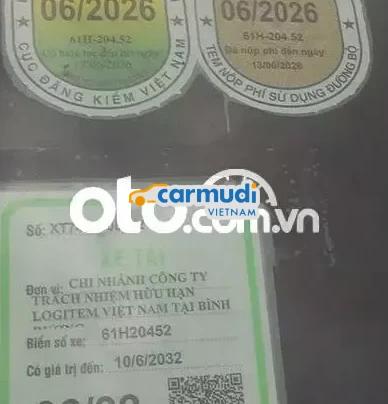 06/2026
61H-204.52
CỤC ĐĂNG KIỂM VIỆT NAM
06/2026
61H-204.52
Đã nộp phí đến ngày
13/06/2026
TEM NỘP PHÍ SỬ DỤNG ĐƯỜNG BỘ
carmudi
VIETNAM
oto.com.vn
Số: XT
XE TẢI
Đơn vị: CHI NHÁNH CÔNG TY
TRÁCH NHIỆM HỮU HẠN
LOGITEM VIỆT NAM TẠI BÌNH
Biển số xe: 61H20452
Có giá trị đến: 10/6/2032